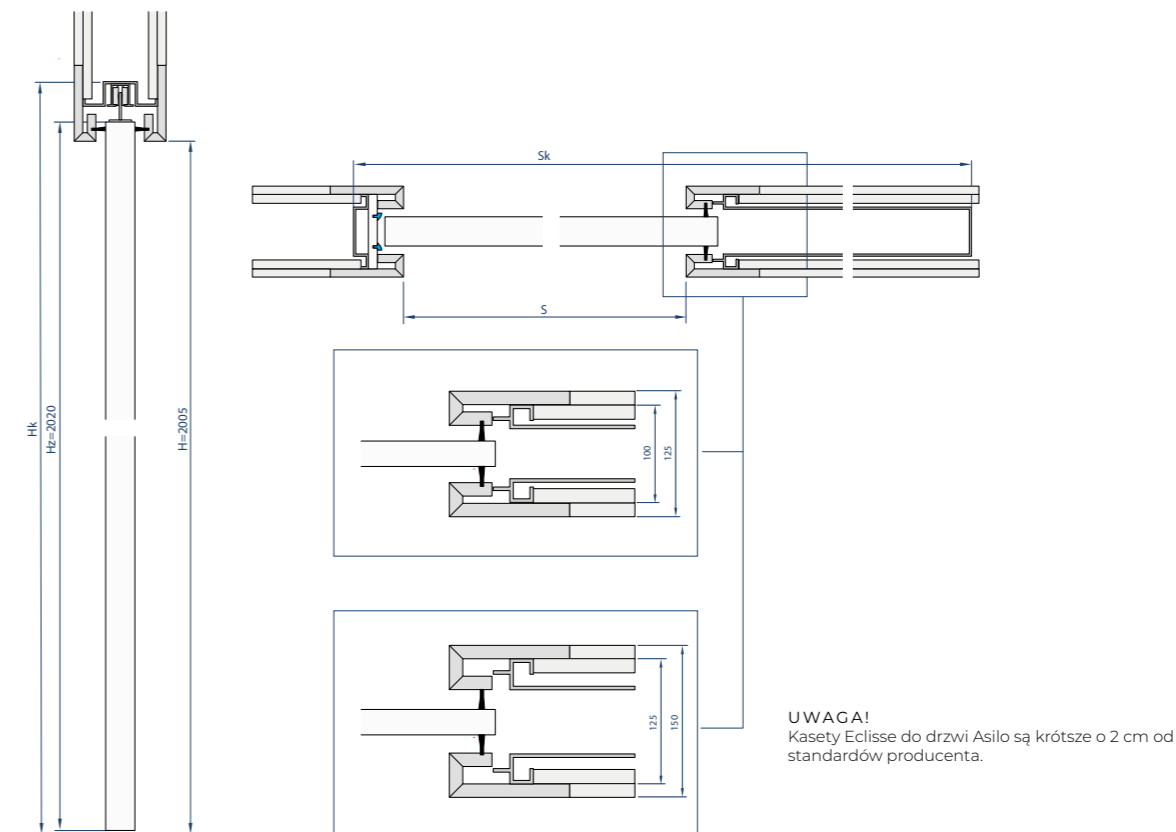 Sk
S
Hk
Hz=2020
H=2005
100
125
125
150
UWAGA!
Kasety Eclisse do drzwi Asilo są krótsze o 2 cm od
standardów producenta.